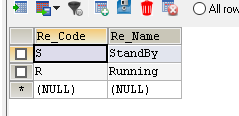 All row
Re_Code Re_Name
S StandBy
R Running
* (NULL) (NULL)